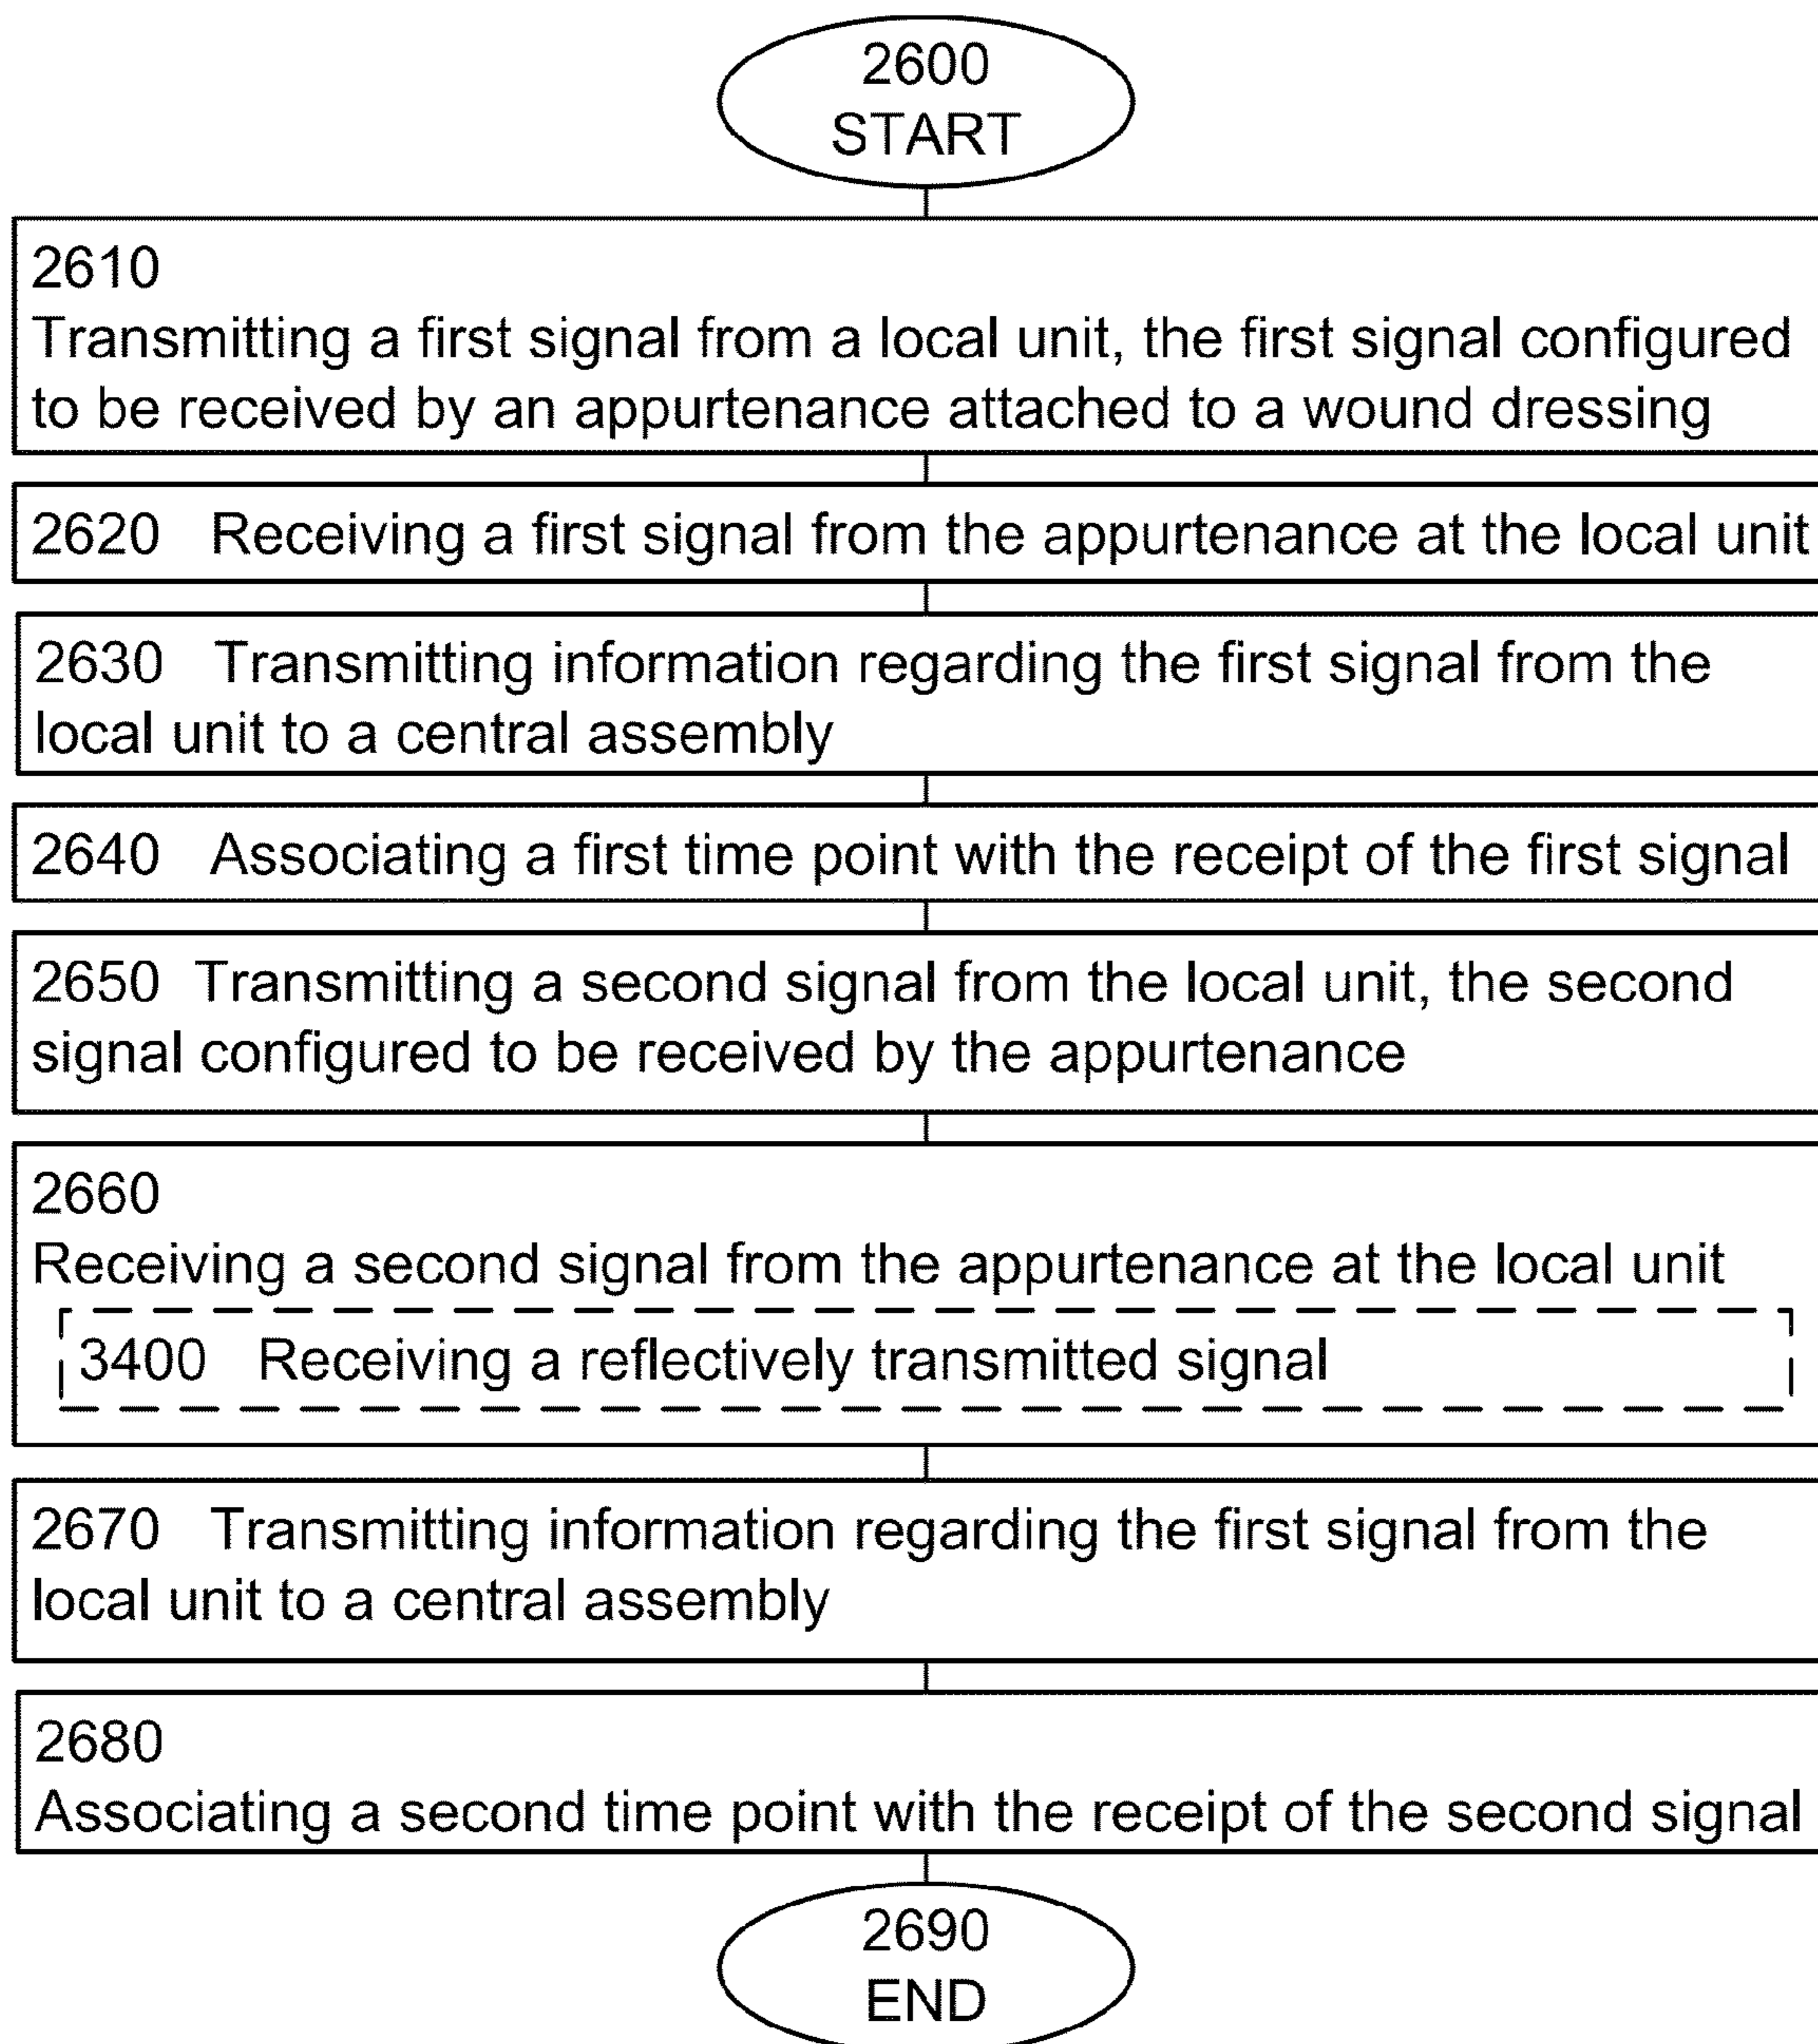 2600
START
2610
Transmitting a first signal from a local unit, the first signal configured
to be received by an appurtenance attached to a wound dressing
2620 Receiving a first signal from the appurtenance at the local unit
2630 Transmitting information regarding the first signal from the
local unit to a central assembly
2640 Associating a first time point with the receipt of the first signal
2650 Transmitting a second signal from the local unit, the second
signal configured to be received by the appurtenance
2660
Receiving a second signal from the appurtenance at the local unit
3400 Receiving a reflectively transmitted signal
2670 Transmitting information regarding the first signal from the
local unit to a central assembly
2680
Associating a second time point with the receipt of the second signal
2690
END